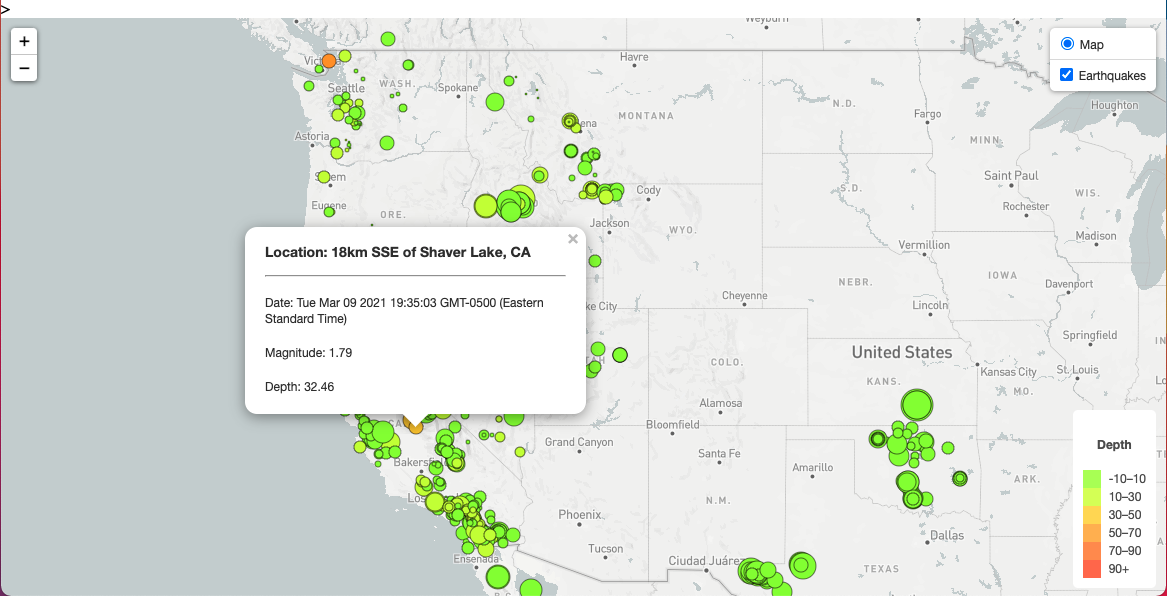 >
Weyburn
+
−
Map
Earthquakes
Havre
Seattle
WASH.
Spokane
N.D.
Fargo
Houghton
MONTANA
Astoria
MINN.
Saint Paul
WIS.
Rochester
S.D.
Cody
Eugene
ORE.
Jackson
WYO.
Madison
Vermillion
×
Location: 18km SSE of Shaver Lake, CA
Date: Tue Mar 09 2021 19:35:03 GMT-0500 (Eastern
Standard Time)
Magnitude: 1.79
Depth: 32.46
IOWA
NEBR.
Davenport
Cheyenne
Lincoln
ke City
Springfield
United States
COLO.
Kansas City
St. Louis
KANS.
MO.
Alamosa
Bloomfield
Grand Canyon
Santa Fe
Amarillo
Bakersfield
ARK.
N.M.
Phoenix
Dallas
Tucson
Ciudad Juárez
TEXAS
Ensenada
B.C.
Depth
-10–10
10–30
30–50
50–70
70–90
90+